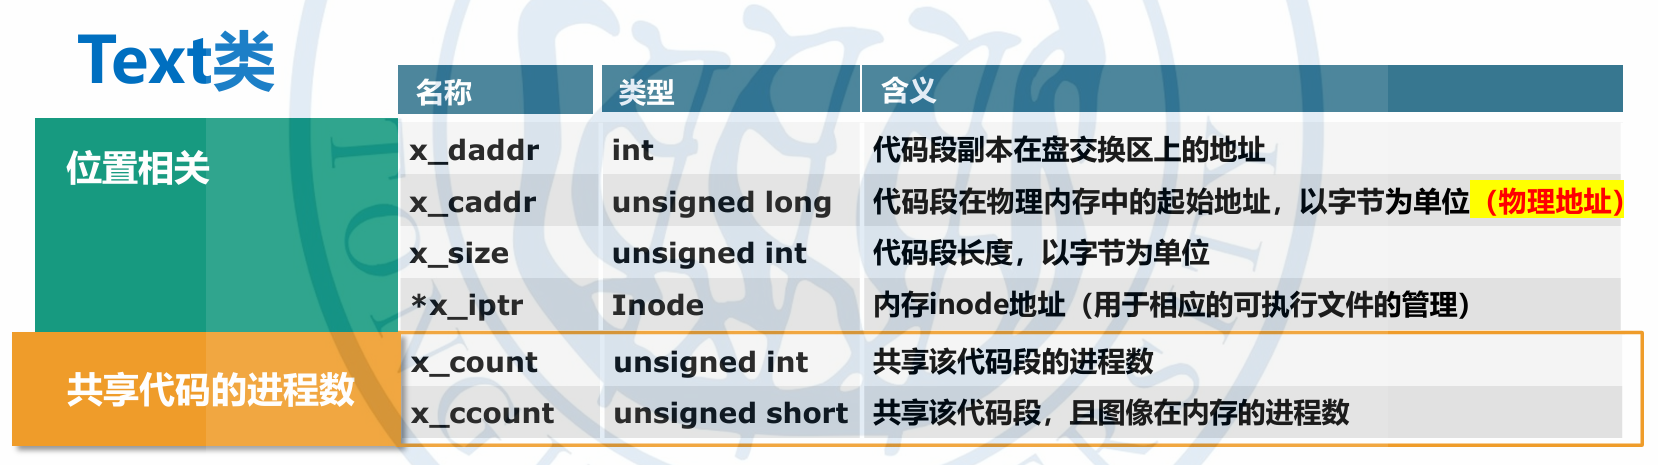 Text类
名称 类型 含义
位置相关
x_daddr int 代码段副本在盘交换区上的地址
x_caddr unsigned long 代码段在物理内存中的起始地址，以字节为单位（物理地址）
x_size unsigned int 代码段长度，以字节为单位
*x_iptr Inode 内存inode地址（用于相应的可执行文件的管理）
共享代码的进程数
x_count unsigned int 共享该代码段的进程数
x_ccount unsigned short 共享该代码段，且图像在内存的进程数